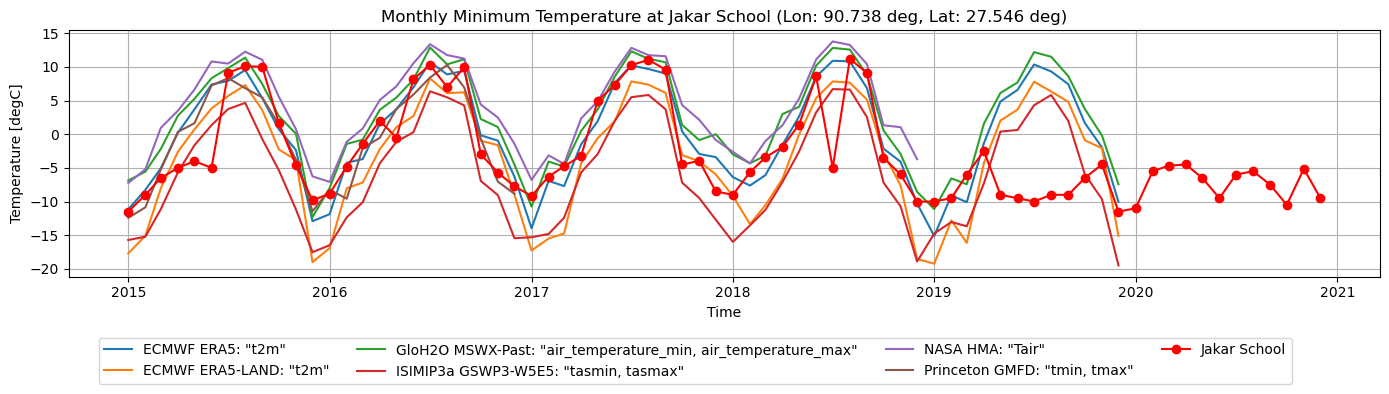 Monthly Minimum Temperature at Jakar School (Lon: 90.738 deg, Lat: 27.546 deg)
Temperature [degC]
15
10
5
0
−5
−10
−15
−20
2015 2016 2017 2018 2019 2020 2021
Time
ECMWF ERA5: "t2m" GloH2O MSWX-Past: "air_temperature_min, air_temperature_max" NASA HMA: "Tair" Jakar School
ECMWF ERA5-LAND: "t2m" ISIMIP3a GSWP3-W5E5: "tasmin, tasmax" Princeton GMFD: "tmin, tmax"